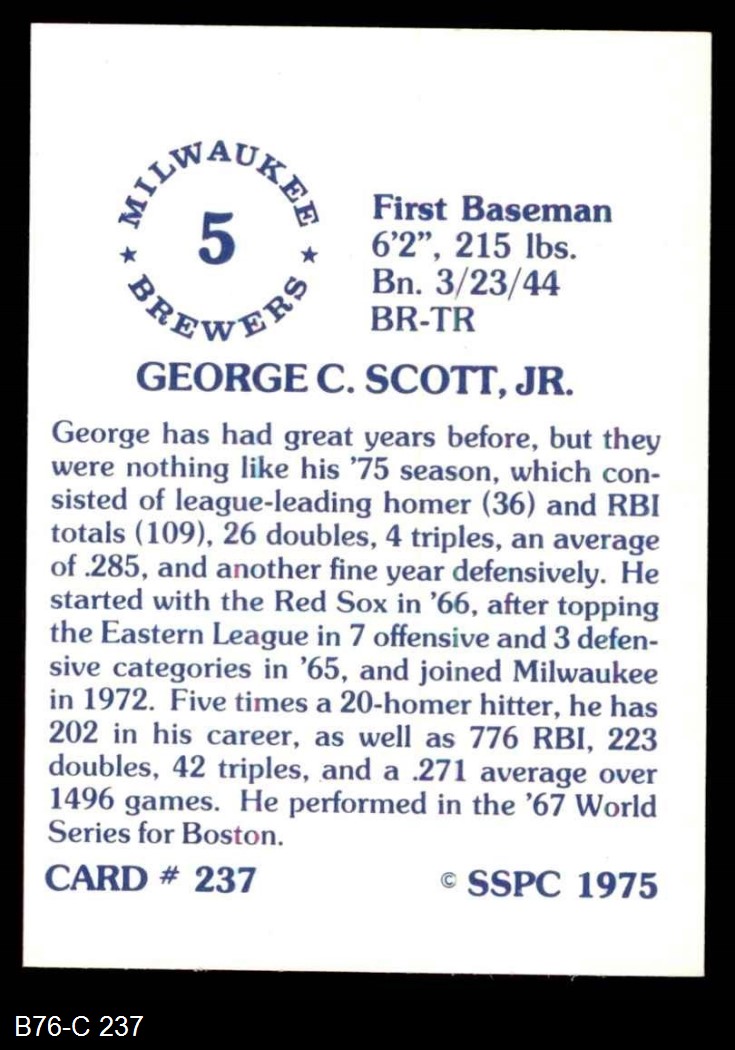 MILWAUKEE
5
★ ★
BREWERS
First Baseman
6'2", 215 lbs.
Bn. 3/23/44
BR-TR
GEORGE C. SCOTT, JR.
George has had great years before, but they
were nothing like his '75 season, which con-
sisted of league-leading homer (36) and RBI
totals (109), 26 doubles, 4 triples, an average
of .285, and another fine year defensively. He
started with the Red Sox in '66, after topping
the Eastern League in 7 offensive and 3 defen-
sive categories in '65, and joined Milwaukee
in 1972. Five times a 20-homer hitter, he has
202 in his career, as well as 776 RBI, 223
doubles, 42 triples, and a .271 average over
1496 games. He performed in the '67 World
Series for Boston.
CARD # 237
© SSPC 1975
B76-C 237